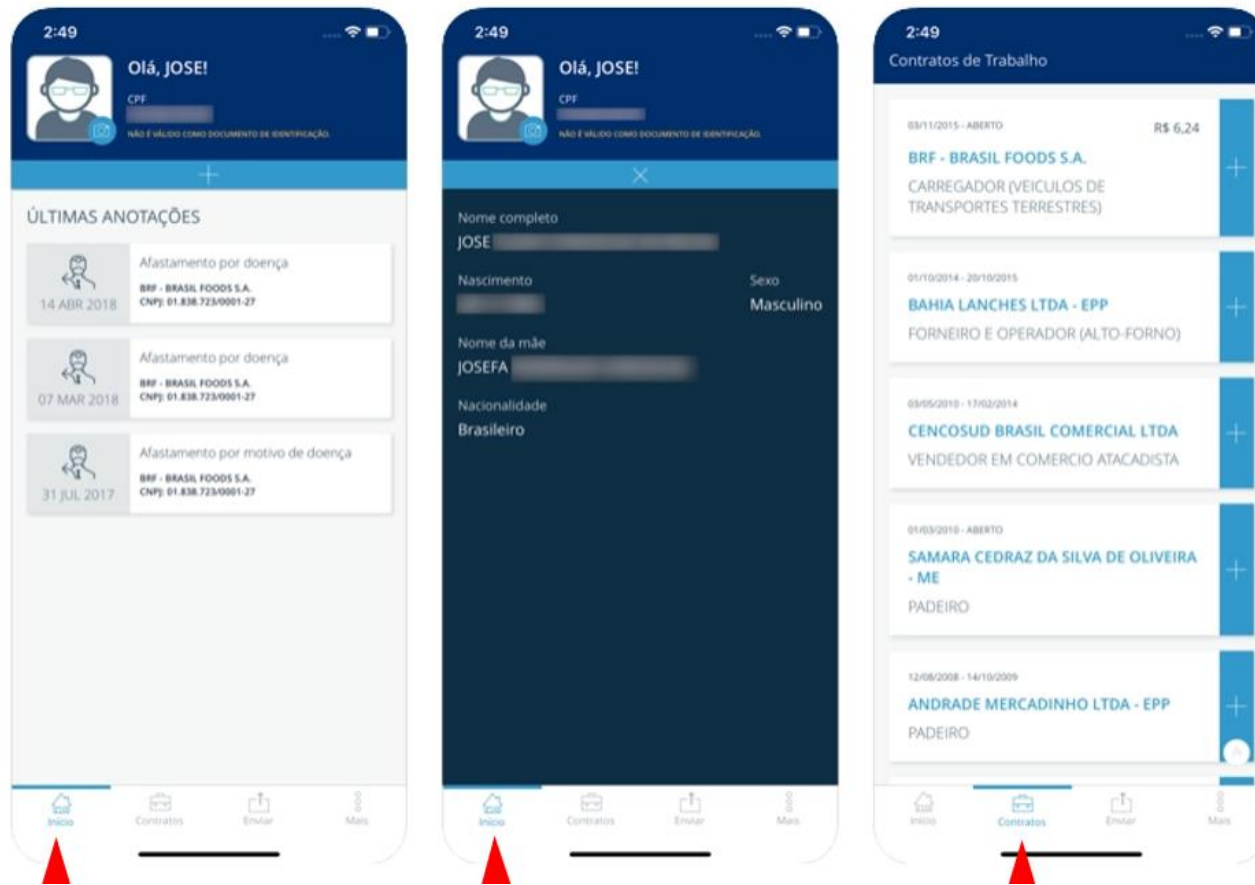 2:49
Olá, JOSE!
CPF
NÃO É VÁLIDO COMO DOCUMENTO DE IDENTIFICAÇÃO.
ÚLTIMAS ANOTAÇÕES
Afastamento por doença
BRF - BRASIL FOODS S.A.
CNPJ: 01.838.723/0001-27
14 ABR 2018
Afastamento por doença
BRF - BRASIL FOODS S.A.
CNPJ: 01.838.723/0001-27
07 MAR 2018
Afastamento por motivo de doença
BRF - BRASIL FOODS S.A.
CNPJ: 01.838.723/0001-27
31 JUL 2017
Início
Contratos
Enviar
Mais
2:49
Olá, JOSE!
CPF
NÃO É VÁLIDO COMO DOCUMENTO DE IDENTIFICAÇÃO.
Nome completo
JOSE
Nascimento
Sexo
Masculino
Nome da mãe
JOSEFA
Nacionalidade
Brasileiro
Início
Contratos
Enviar
Mais
2:49
Contratos de Trabalho
03/11/2015 - ABERTO
R$ 6,24
BRF - BRASIL FOODS S.A.
CARREGADOR (VEICULOS DE
TRANSPORTES TERRESTRES)
01/10/2014 - 20/10/2015
BAHIA LANCHES LTDA - EPP
FORNEIRO E OPERADOR (ALTO-FORNO)
03/05/2010 - 17/02/2014
CENCOSUD BRASIL COMERCIAL LTDA
VENDEDOR EM COMERCIO ATACADISTA
01/03/2010 - ABERTO
SAMARA CEDRAZ DA SILVA DE OLIVEIRA
- ME
PADEIRO
12/08/2008 - 14/10/2009
ANDRADE MERCADINHO LTDA - EPP
PADEIRO
Início
Contratos
Enviar
Mais